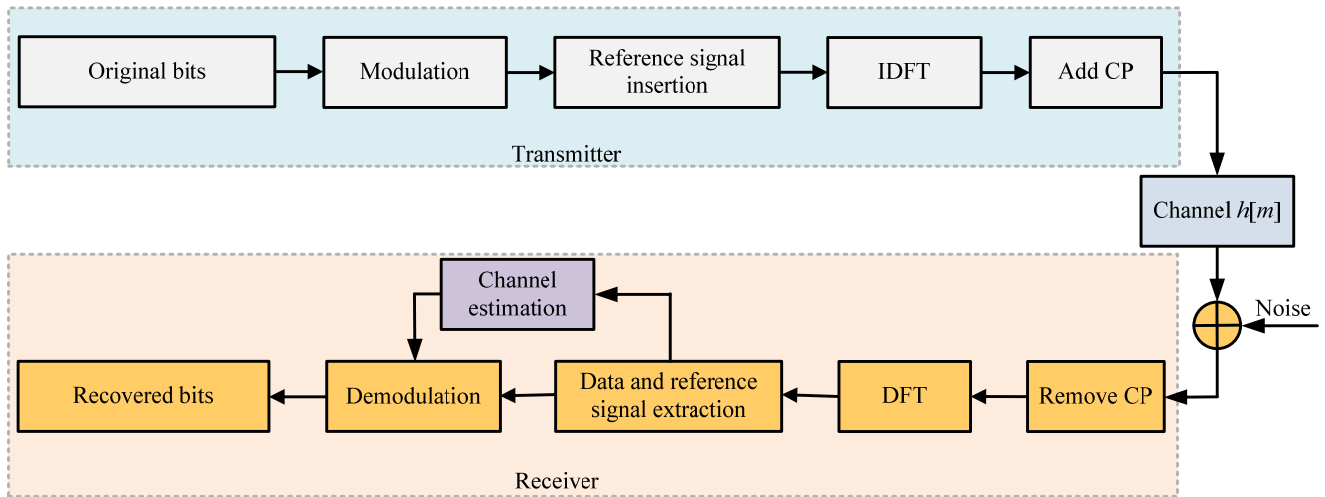 Original bits
Modulation
Reference signal
insertion
IDFT
Add CP
Transmitter
Channel h[m]
Noise
Channel
estimation
Recovered bits
Demodulation
Data and reference
signal extraction
DFT
Remove CP
Receiver